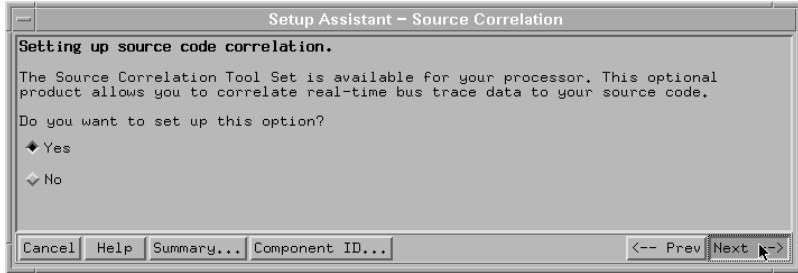 Setup Assistant – Source Correlation
Setting up source code correlation.
The Source Correlation Tool Set is available for your processor. This optional
product allows you to correlate real-time bus trace data to your source code.
Do you want to set up this option?
Yes
No
Cancel Help Summary... Component ID... <-- Prev Next -->